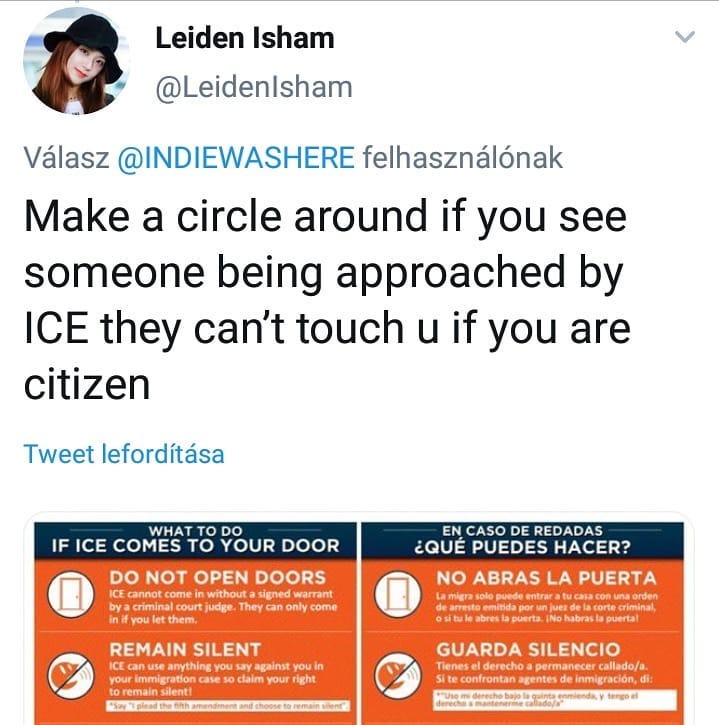 Leiden Isham
@LeidenIsham
Válasz @INDIEWASHERE felhasználónak
Make a circle around if you see
someone being approached by
ICE they can't touch u if you are
citizen
Tweet lefordítása
WHAT TO DO
IF ICE COMES TO YOUR DOOR
DO NOT OPEN DOORS
ICE cannot come in without a signed warrant
by a criminal court judge. They can only come
in if you let them.
REMAIN SILENT
ICE can use anything you say against you in
your immigration case so claim your right
to remain silent!
"Say "I plead the fifth amendment and choose to remain silent".
EN CASO DE REDADAS
¿QUÉ PUEDES HACER?
NO ABRAS LA PUERTA
La migra solo puede entrar a tu casa con una orden
de arresto emitida por un juez de la corte criminal,
o si tu le abres la puerta. ¡No habras la puerta!
GUARDA SILENCIO
Tienes el derecho a permanecer callado/a.
Si te confrontan agentes de inmigración, di:
""Uso mi derecho bajo la quinta enmienda, y tengo el
derecho a mantenerme callado/a"